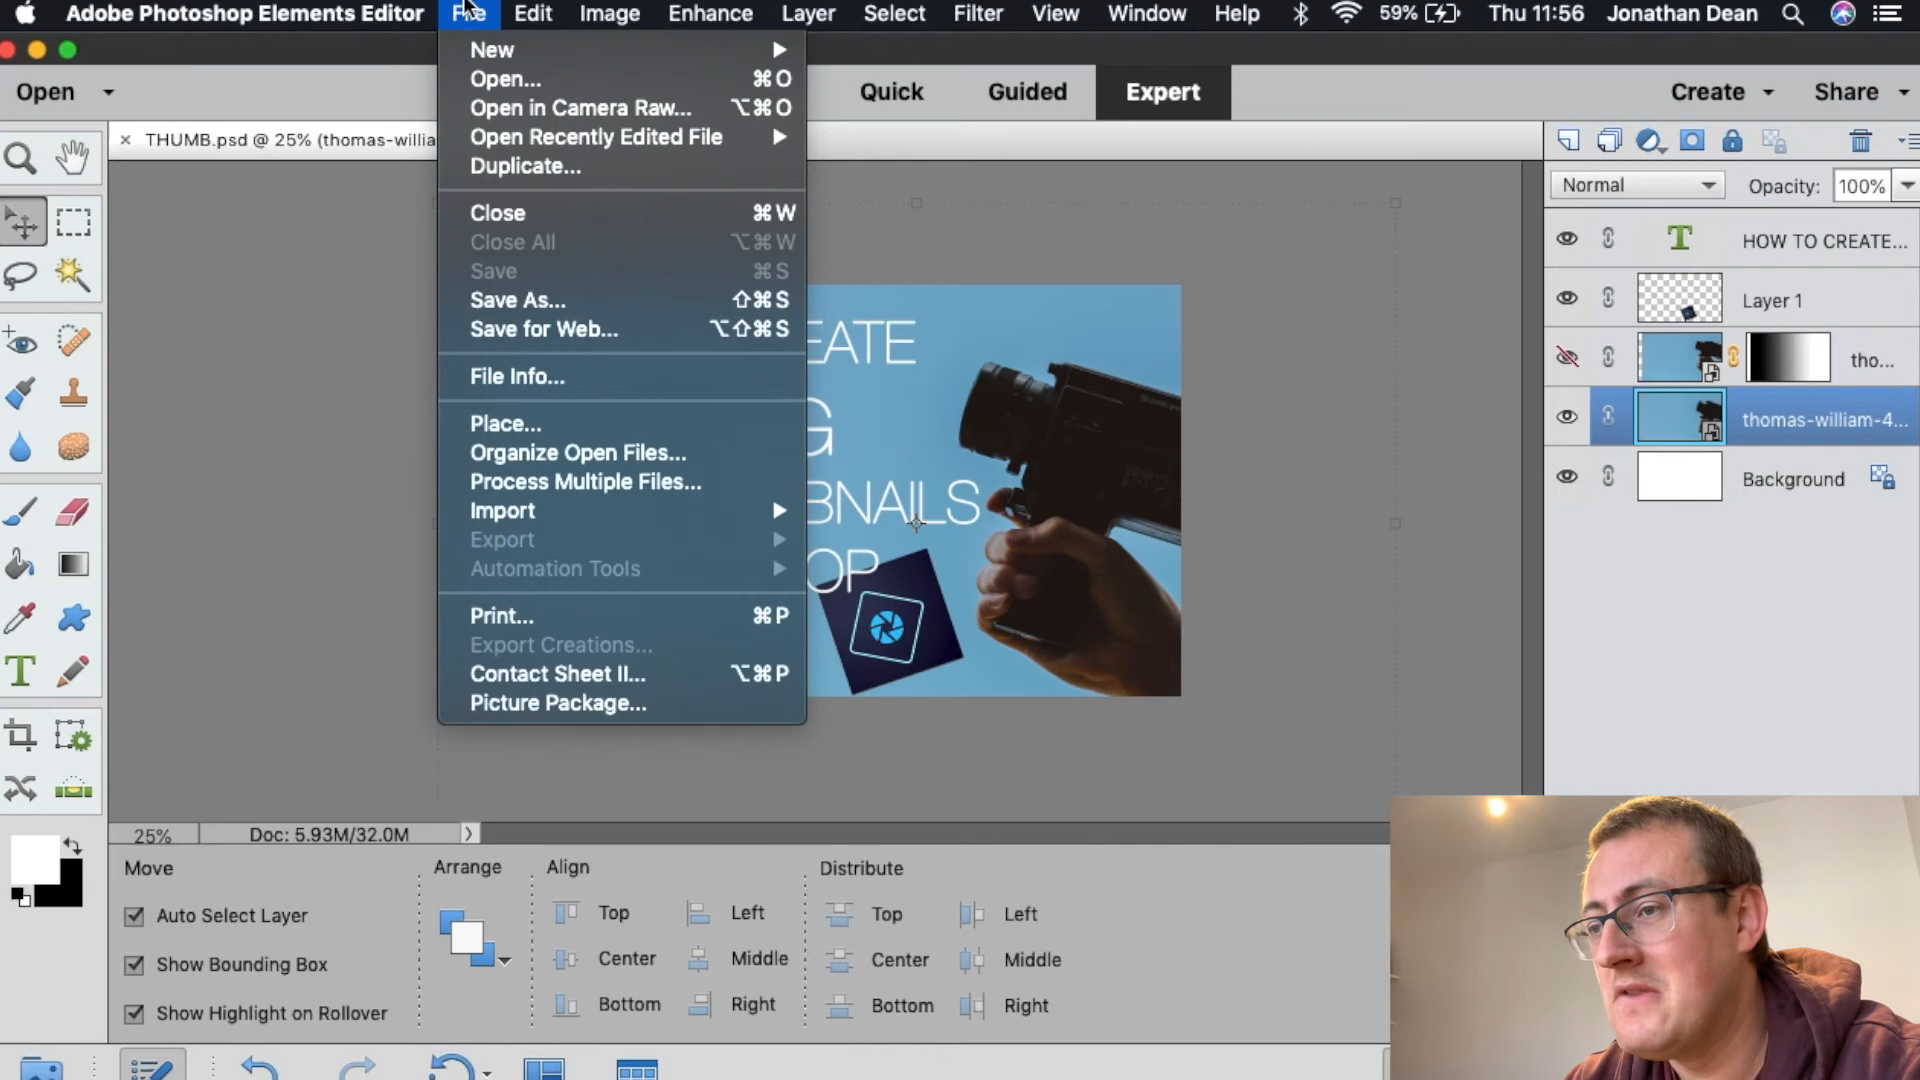 Adobe Photoshop Elements Editor File Edit Image Enhance Layer Select Filter View Window Help 59% Thu 11:56 Jonathan Dean
Open Quick Guided Expert Create Share
× THUMB.psd @ 25% (thomas-willia
New
Open... ⌘O
Open in Camera Raw... ⌥⌘O
Open Recently Edited File
Duplicate...
Close ⌘W
Close All ⌥⌘W
Save ⌘S
Save As... ⇧⌘S
Save for Web... ⌥⇧⌘S
File Info...
Place...
Organize Open Files...
Process Multiple Files...
Import
Export
Automation Tools
Print... ⌘P
Export Creations...
Contact Sheet II... ⌥⌘P
Picture Package...
EATE
G
BNAILS
OP
Normal Opacity: 100%
T HOW TO CREATE...
Layer 1
tho...
thomas-william-4...
Background
T
25% Doc: 5.93M/32.0M
Move Arrange Align Distribute
Auto Select Layer Top Left Top Left
Show Bounding Box Center Middle Center Middle
Show Highlight on Rollover Bottom Right Bottom Right